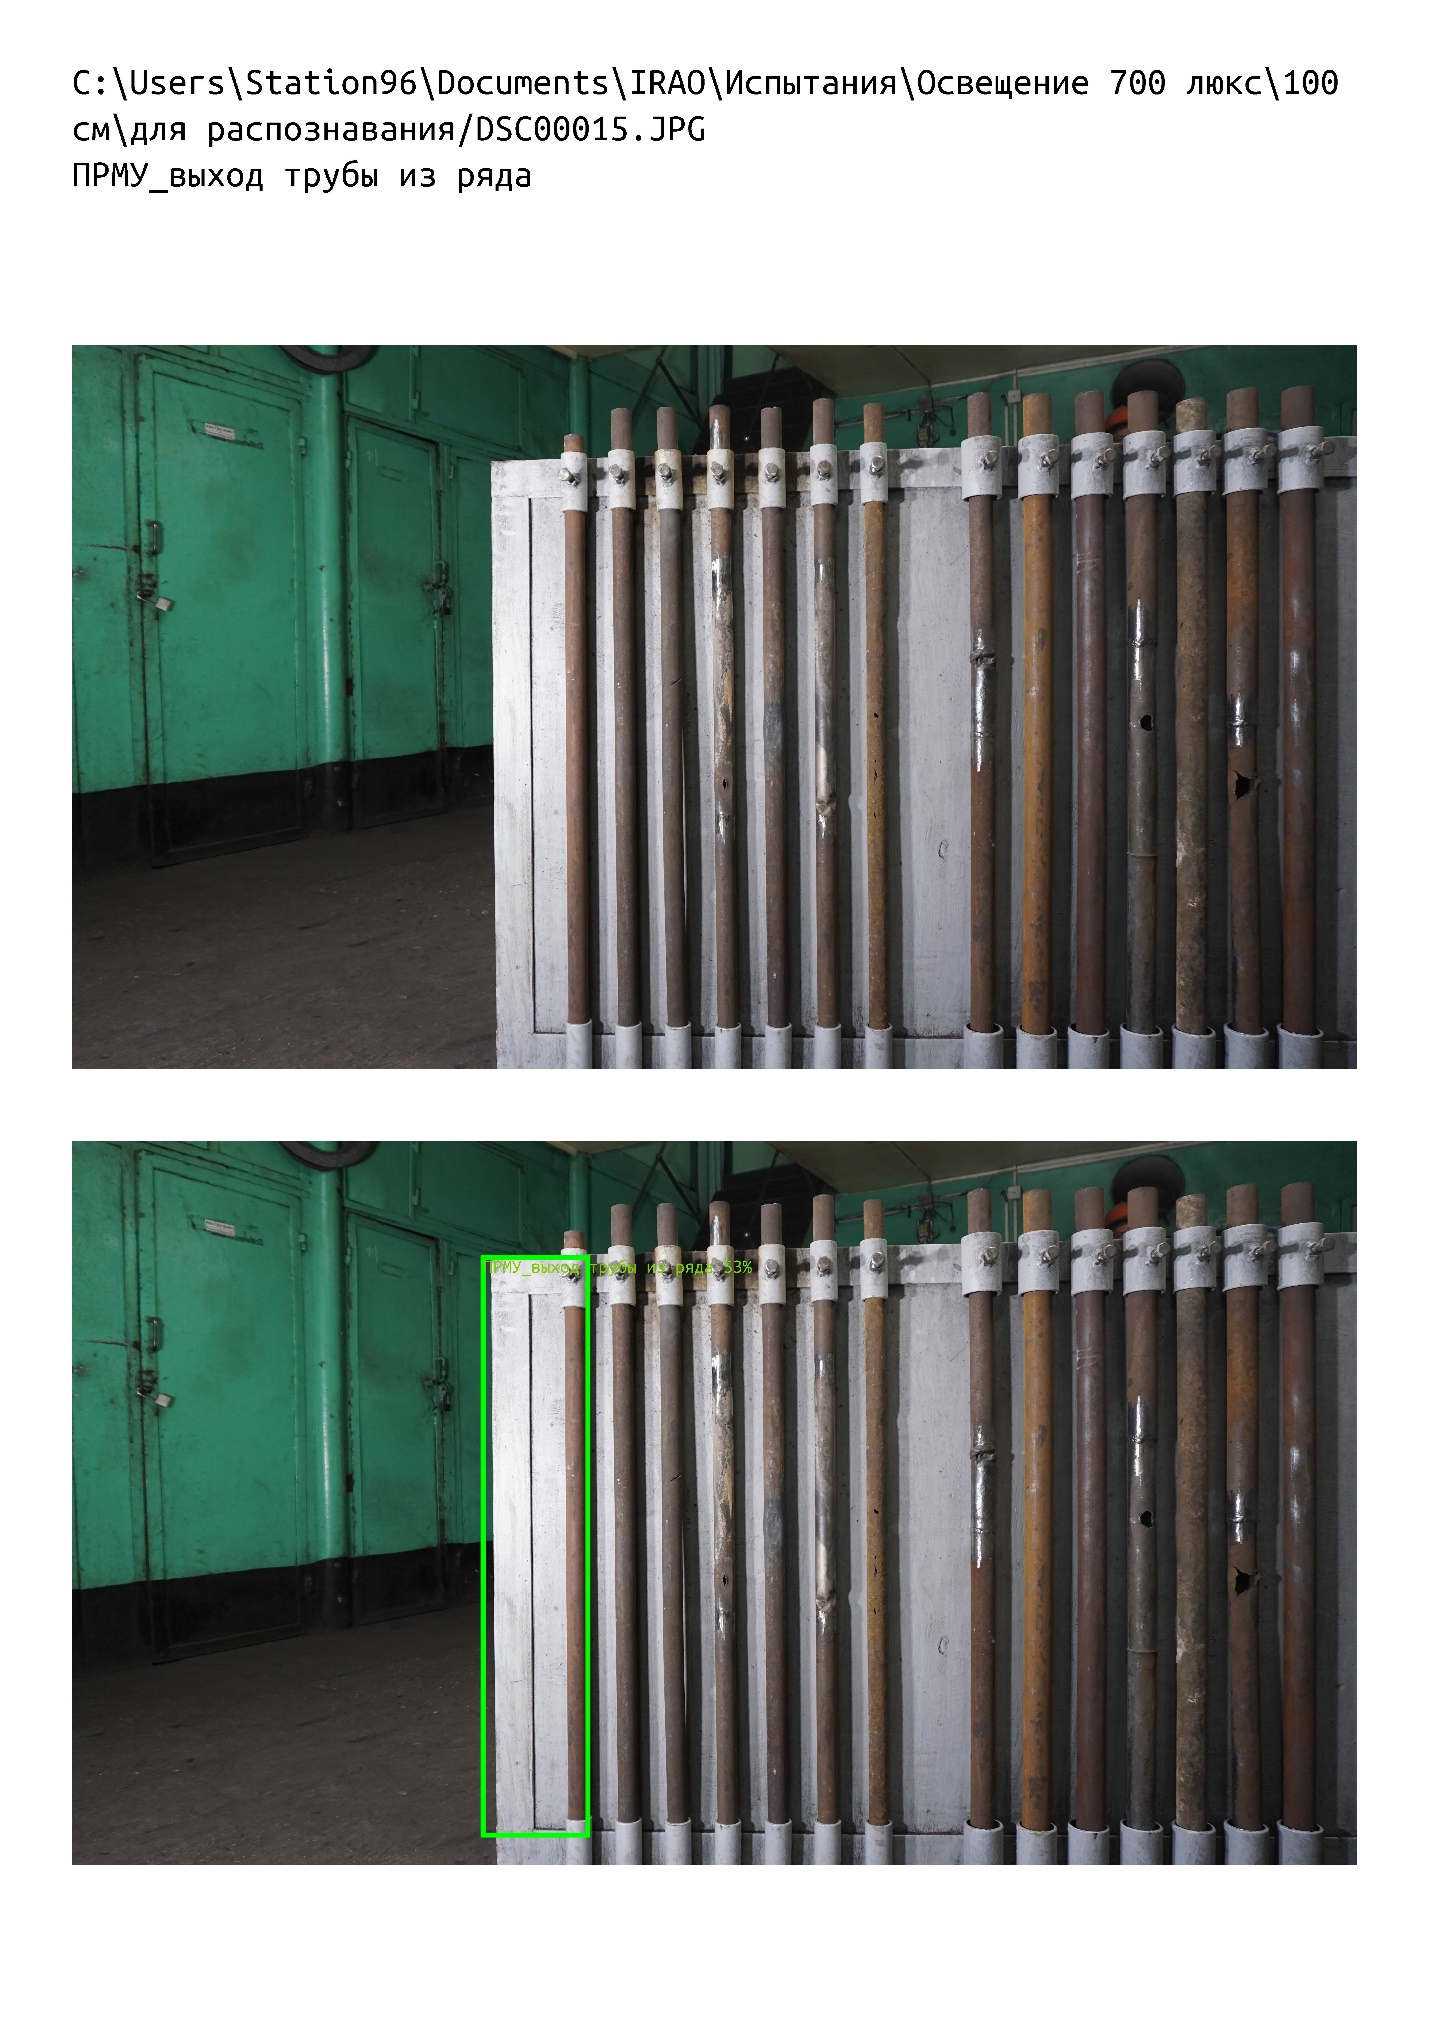 C:\Users\Station96\Documents\IRAO\Испытания\Освещение 700 люкс\100
см\для распознавания/DSC00015.JPG
ПРМУ_выход трубы из ряда
ПРМУ_выход трубы из ряда 53%